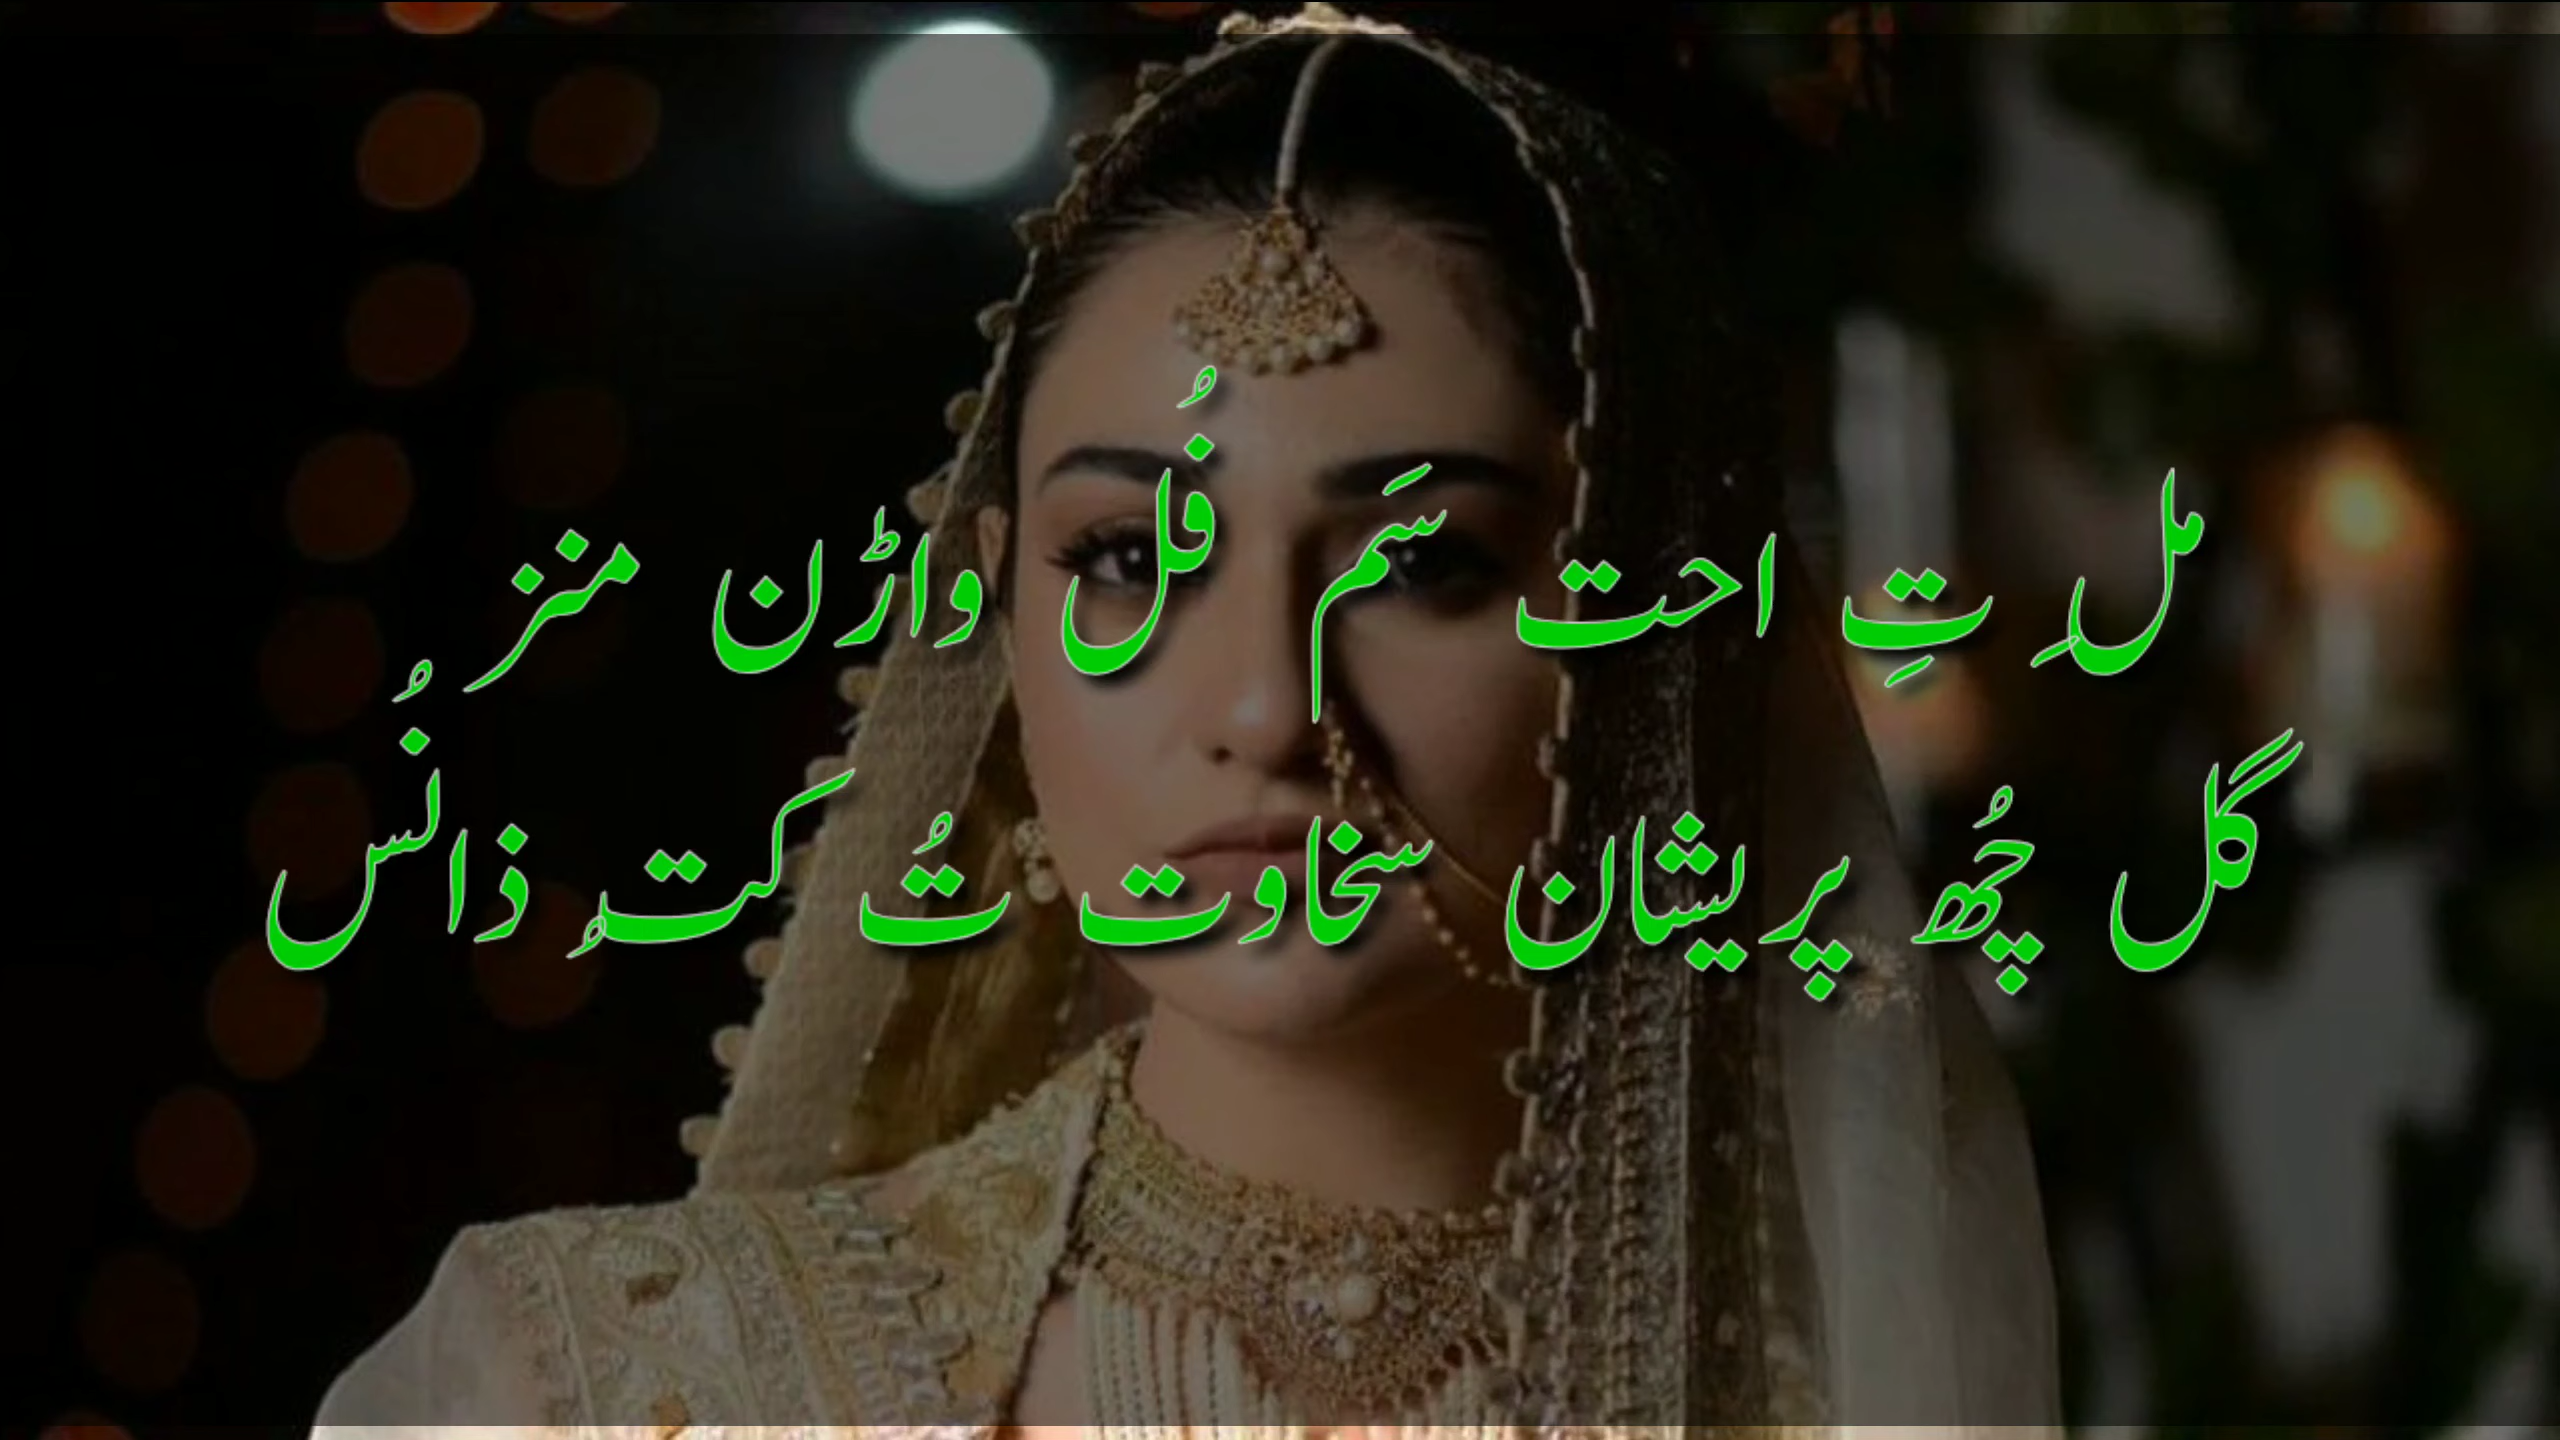 ملِ تِ احت سَم فُل واڑن منز
گل چُھ پریشان سخاوت تُ کتہُ ذانُس